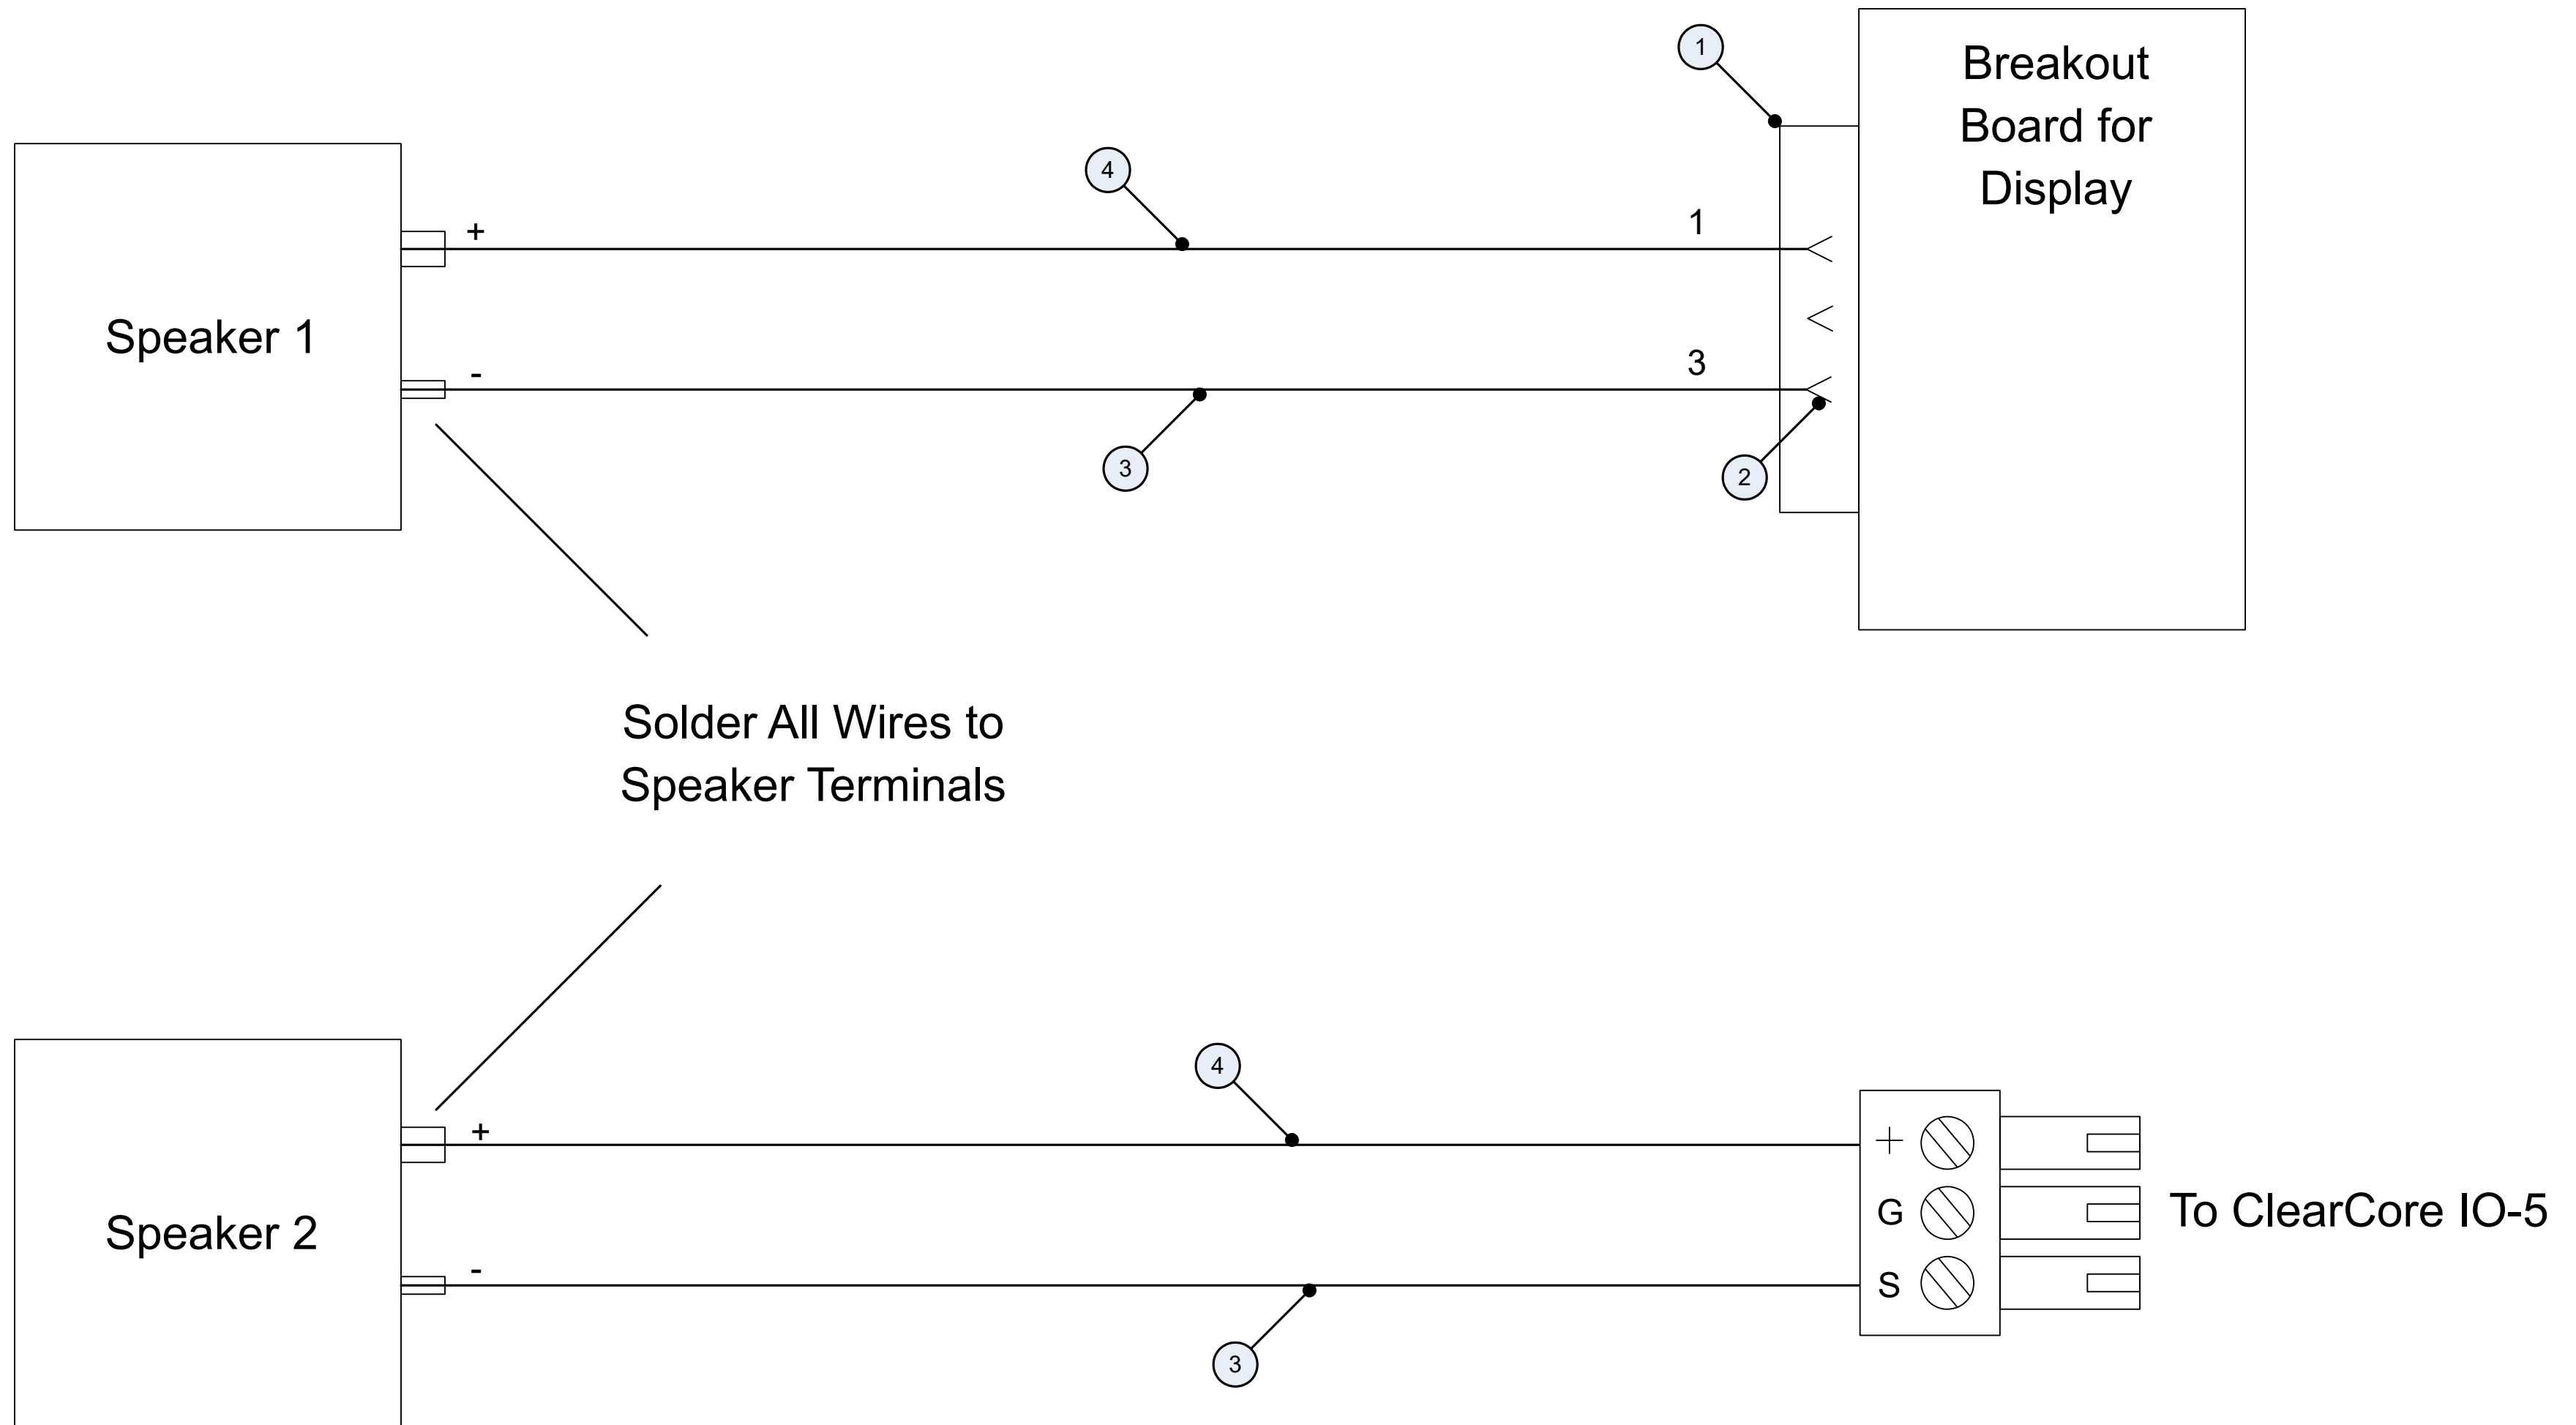 1
Breakout
Board for
Display
4
+
1
Speaker 1
-
3
3
2
Solder All Wires to
Speaker Terminals
4
+
+
G
To ClearCore IO-5
Speaker 2
-
S
3